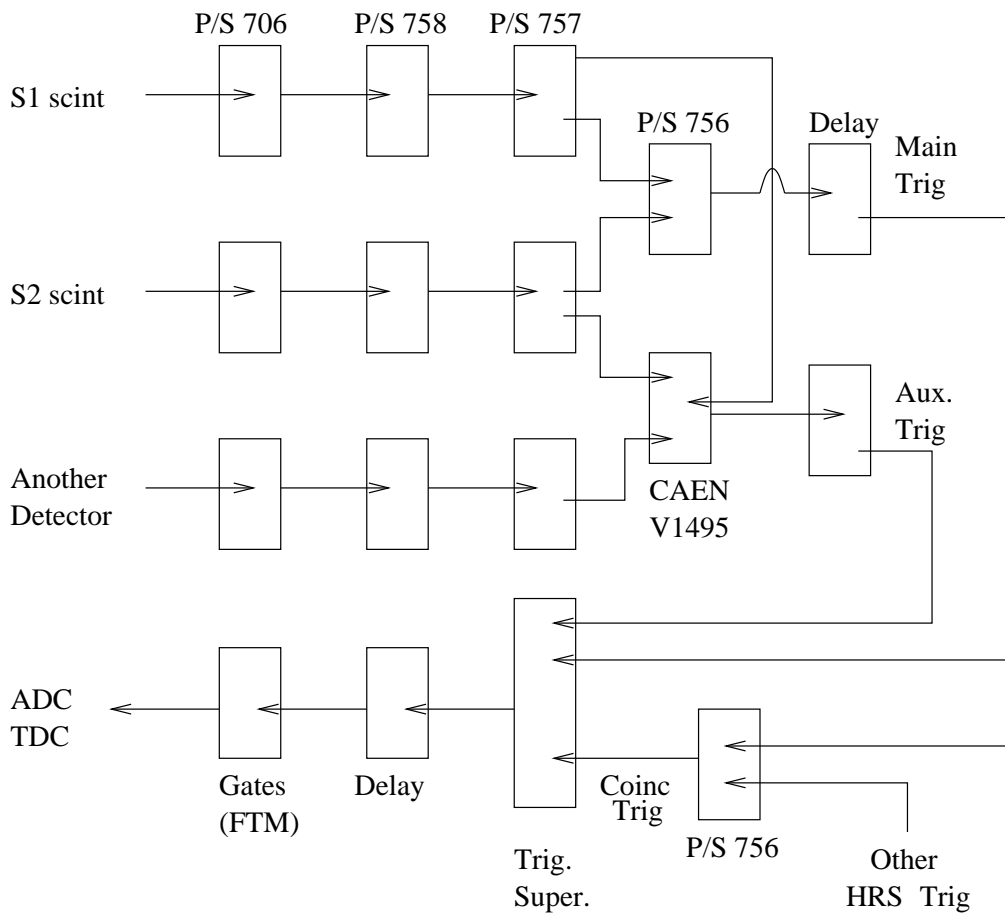 P/S 706
P/S 758
P/S 757
S1 scint
P/S 756
Delay
Main
Trig
S2 scint
Aux.
Trig
Another
Detector
CAEN
V1495
ADC
TDC
Gates
(FTM)
Delay
Coinc
Trig
P/S 756
Trig.
Super.
Other
HRS Trig